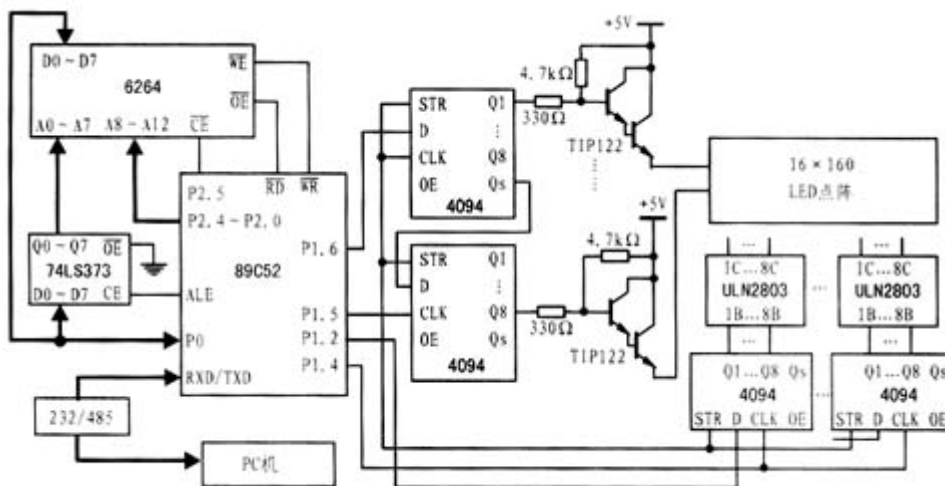 D0~D7
WE
6264
OE
A0~A7 A8~A12 CE
P2.5 RD WR
P2.4~P2.0
89C52
P1.6
P1.5
P1.2
P1.4
ALE
P0
RXD/TXD
Q0~Q7 OE
74LS373
D0~D7 CE
232/485
PC机
STR Q1
D ⋮
CLK Q8
OE Qs
4094
STR Q1
D ⋮
CLK Q8
OE Qs
4094
+5V
4.7kΩ
330Ω
TIP122
+5V
4.7kΩ
330Ω
TIP122
16×160
LED点阵
... ...
1C...8C 1C...8C
ULN2803 ... ULN2803
1B...8B 1B...8B
... ...
Q1...Q8 Qs Q1...Q8 Qs
4094 ... 4094
STR D CLK OE STR D CLK OE